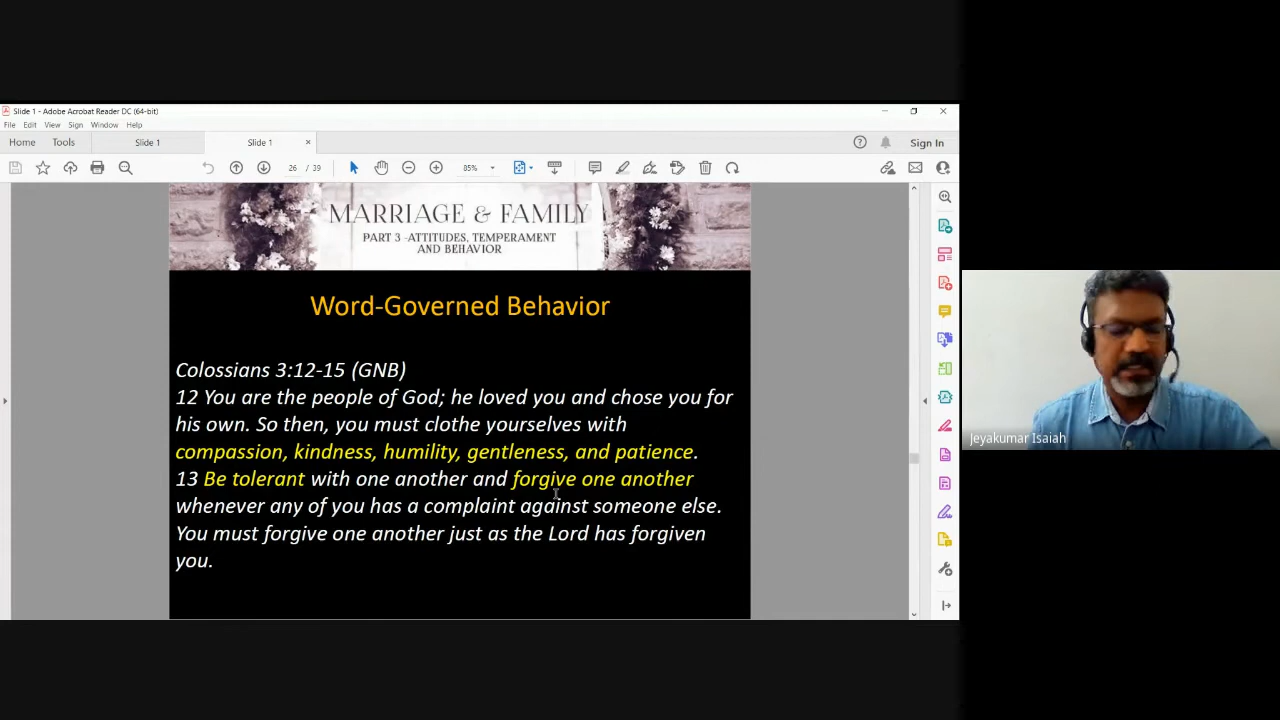 Slide 1 - Adobe Acrobat Reader DC (64-bit)
File Edit View Sign Window Help
Home Tools Slide 1 Slide 1 × Sign In
26 / 39 85%
MARRIAGE & FAMILY
PART 3 -ATTITUDES, TEMPERAMENT
AND BEHAVIOR
Word-Governed Behavior
Colossians 3:12-15 (GNB)
12 You are the people of God; he loved you and chose you for
his own. So then, you must clothe yourselves with
compassion, kindness, humility, gentleness, and patience.
13 Be tolerant with one another and forgive one another
whenever any of you has a complaint against someone else.
You must forgive one another just as the Lord has forgiven
you.
Jeyakumar Isaiah